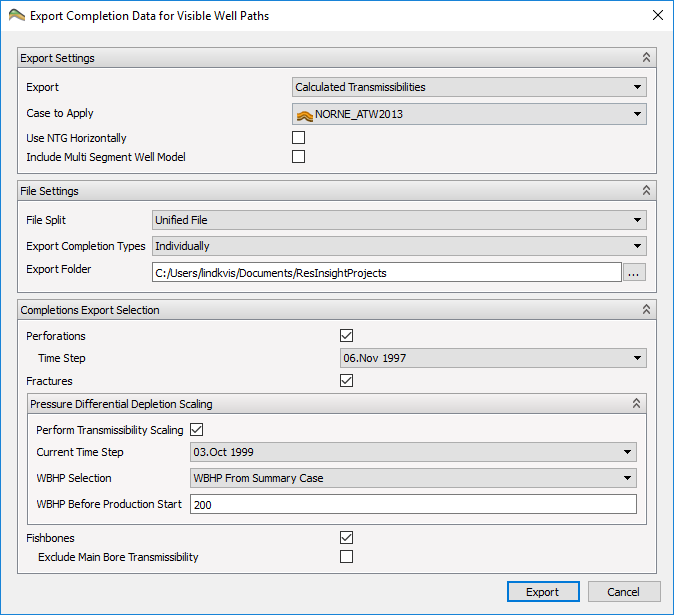 Export Completion Data for Visible Well Paths
Export Settings
Export Calculated Transmissibilities
Case to Apply NORNE_ATW2013
Use NTG Horizontally
Include Multi Segment Well Model
File Settings
File Split Unified File
Export Completion Types Individually
Export Folder C:/Users/lindkvis/Documents/ResInsightProjects ...
Completions Export Selection
Perforations
Time Step 06.Nov 1997
Fractures
Pressure Differential Depletion Scaling
Perform Transmissibility Scaling
Current Time Step 03.Oct 1999
WBHP Selection WBHP From Summary Case
WBHP Before Production Start 200
Fishbones
Exclude Main Bore Transmissibility
Export Cancel